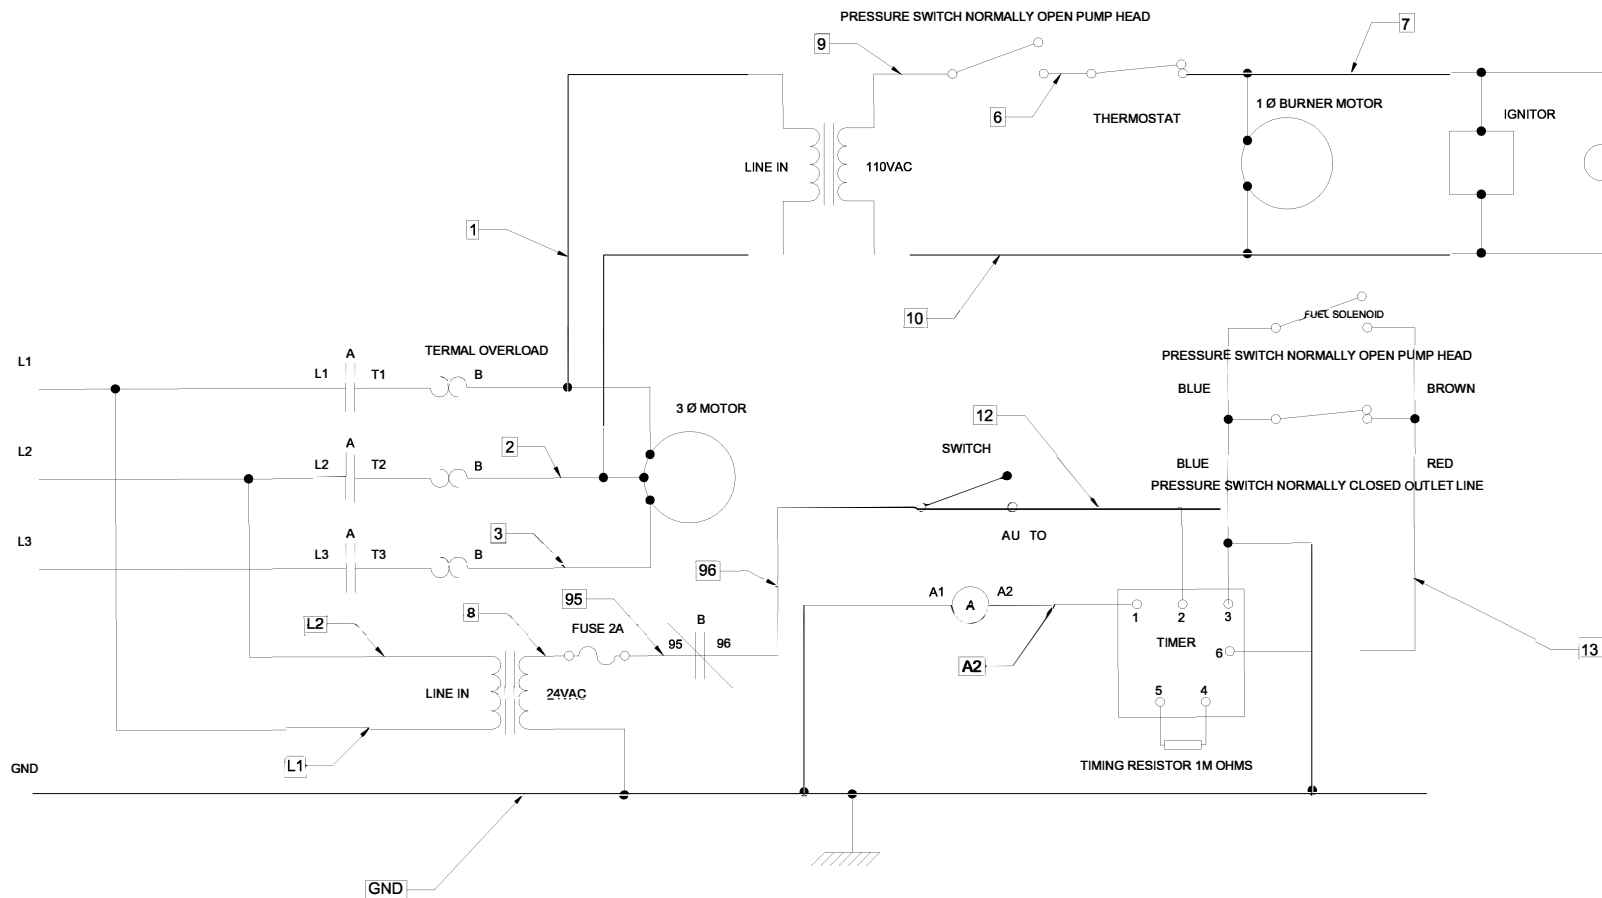 PRESSURE SWITCH NORMALLY OPEN PUMP HEAD
7
9
1 Ø BURNER MOTOR
6
THERMOSTAT
IGNITOR
LINE IN
110VAC
1
10
FUEL SOLENOID
L1
A
TERMAL OVERLOAD
PRESSURE SWITCH NORMALLY OPEN PUMP HEAD
L1
T1
B
BLUE
BROWN
3 Ø MOTOR
12
L2
A
2
SWITCH
L2
T2
B
BLUE
RED
PRESSURE SWITCH NORMALLY CLOSED OUTLET LINE
L3
A
3
AU TO
L3
T3
B
96
A1
A
A2
95
8
L2
FUSE 2A
B
1
2
3
95
96
TIMER
6
13
A2
LINE IN
24VAC
5
4
L1
GND
TIMING RESISTOR 1M OHMS
GND